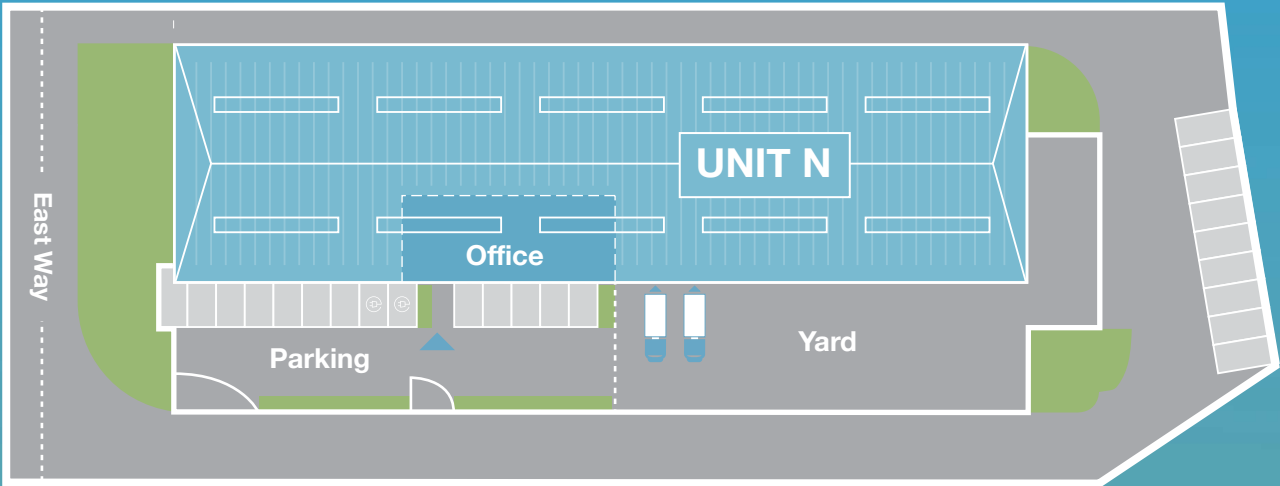 East Way
UNIT N
Office
Parking
Yard